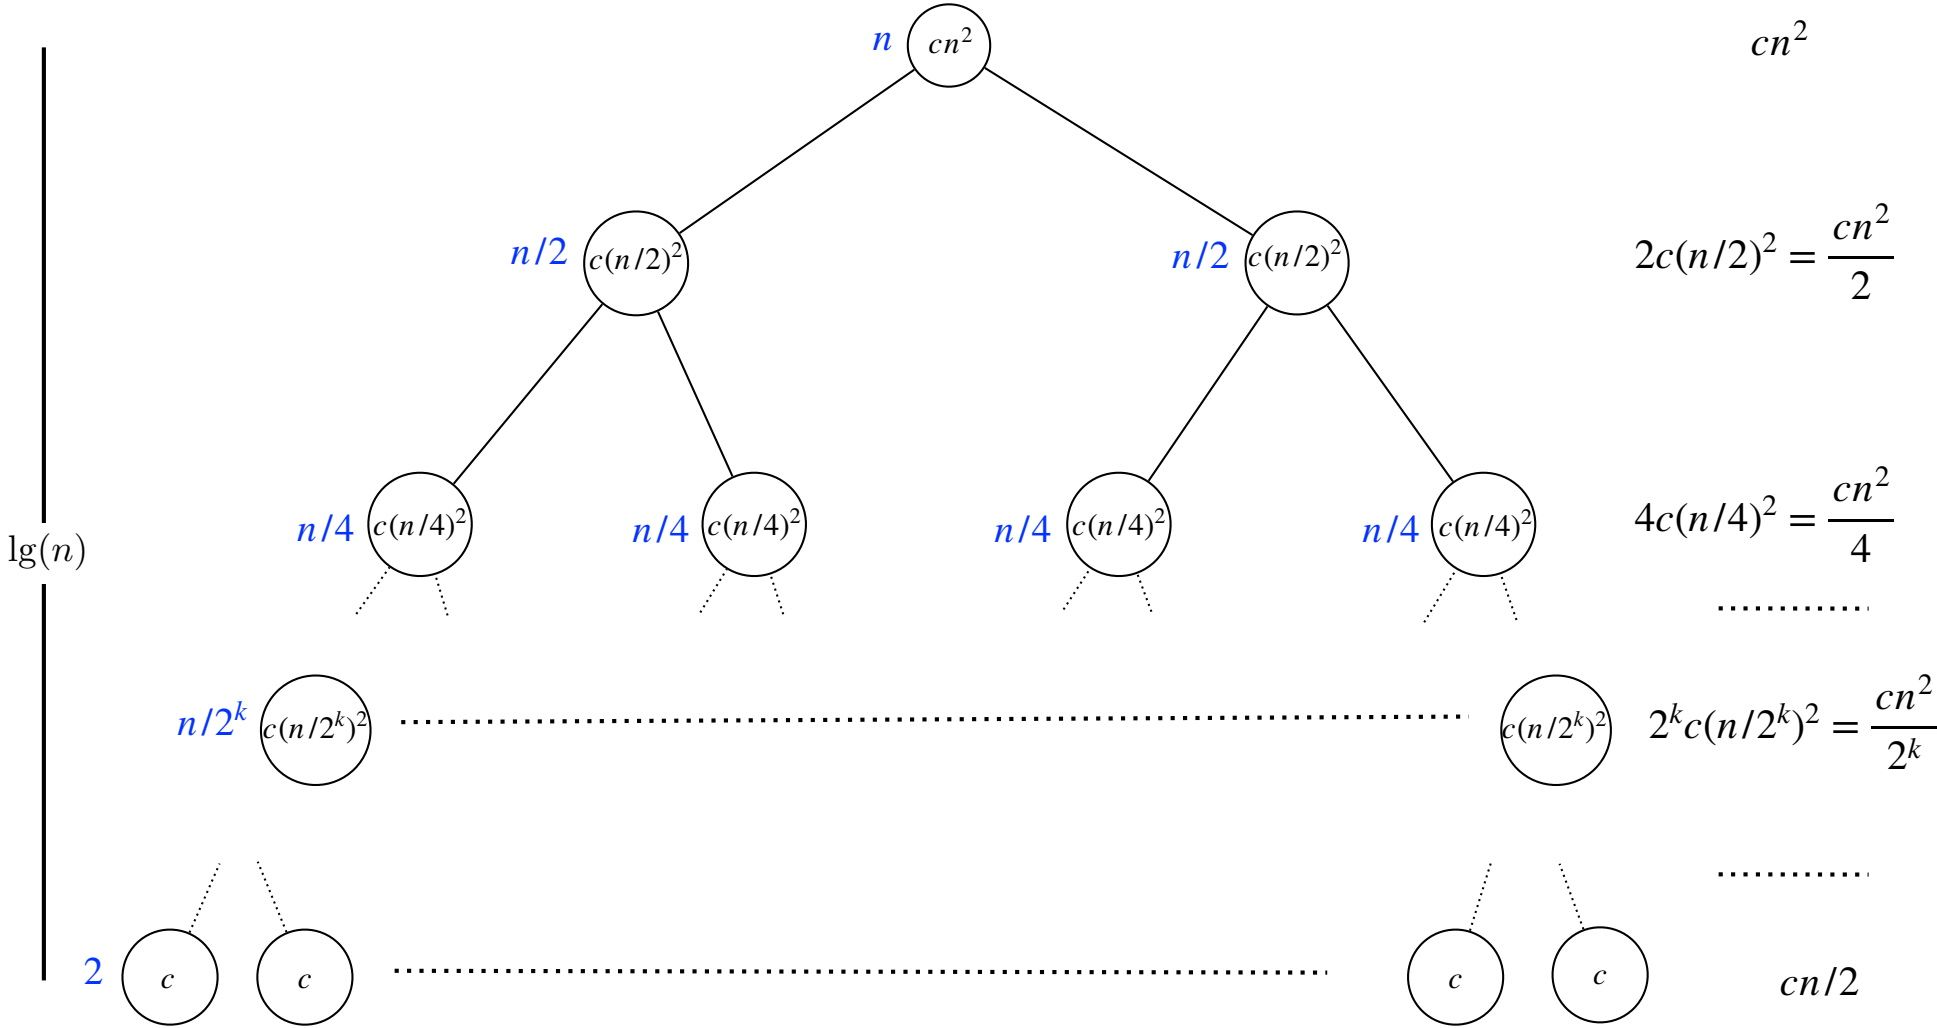 n cn² cn²
n/2 c(n/2)² n/2 c(n/2)² 2c(n/2)² = cn²/2
n/4 c(n/4)² n/4 c(n/4)² n/4 c(n/4)² n/4 c(n/4)² 4c(n/4)² = cn²/4
lg(n)
n/2ᵏ c(n/2ᵏ)² c(n/2ᵏ)² 2ᵏc(n/2ᵏ)² = cn²/2ᵏ
2 c c c c cn/2